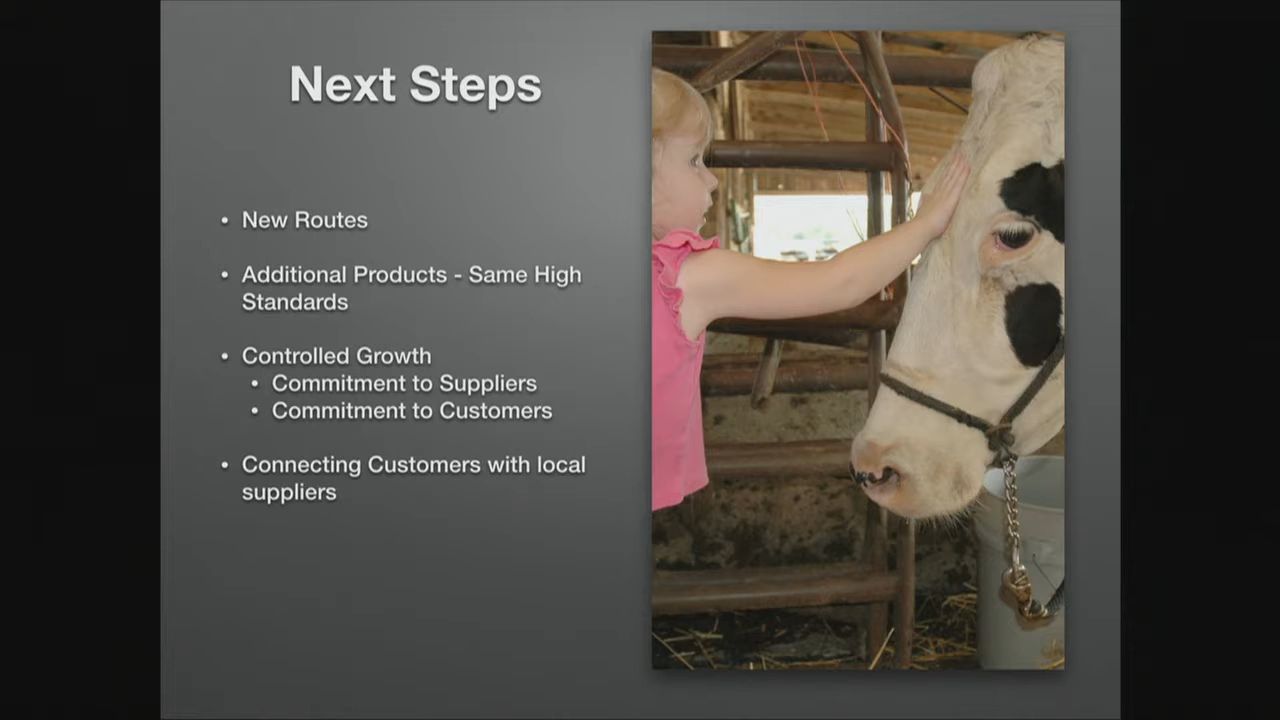 Next Steps
• New Routes
• Additional Products - Same High
Standards
• Controlled Growth
• Commitment to Suppliers
• Commitment to Customers
• Connecting Customers with local
suppliers